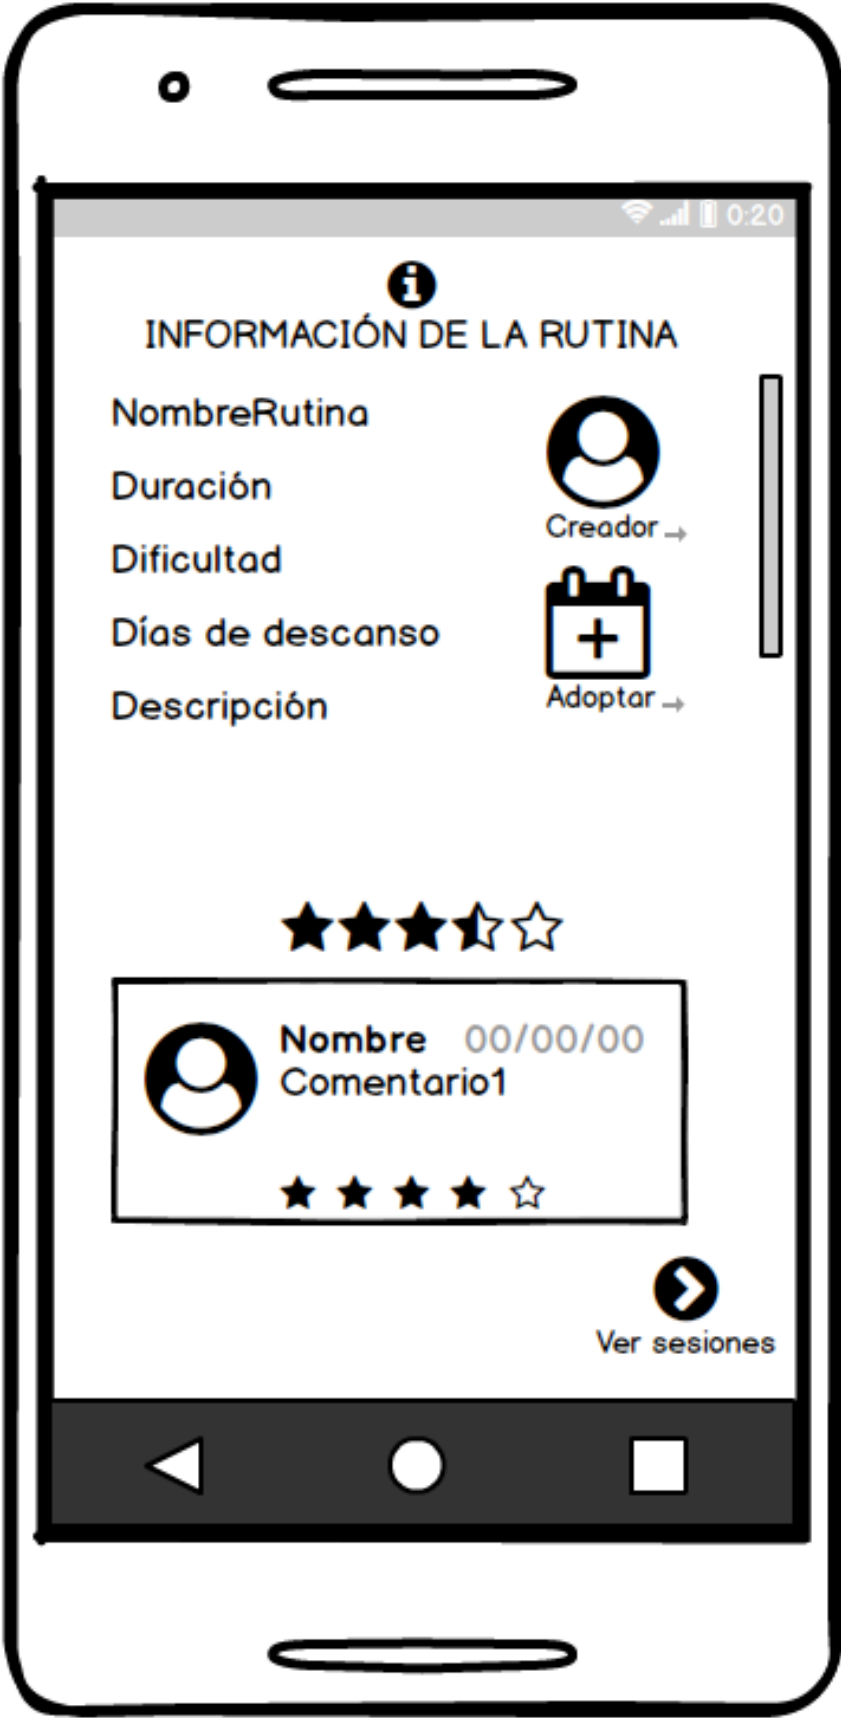 0:20
INFORMACIÓN DE LA RUTINA
NombreRutina
Duración
Dificultad
Días de descanso
Descripción
Creador
Adoptar
Nombre 00/00/00
Comentario1
Ver sesiones